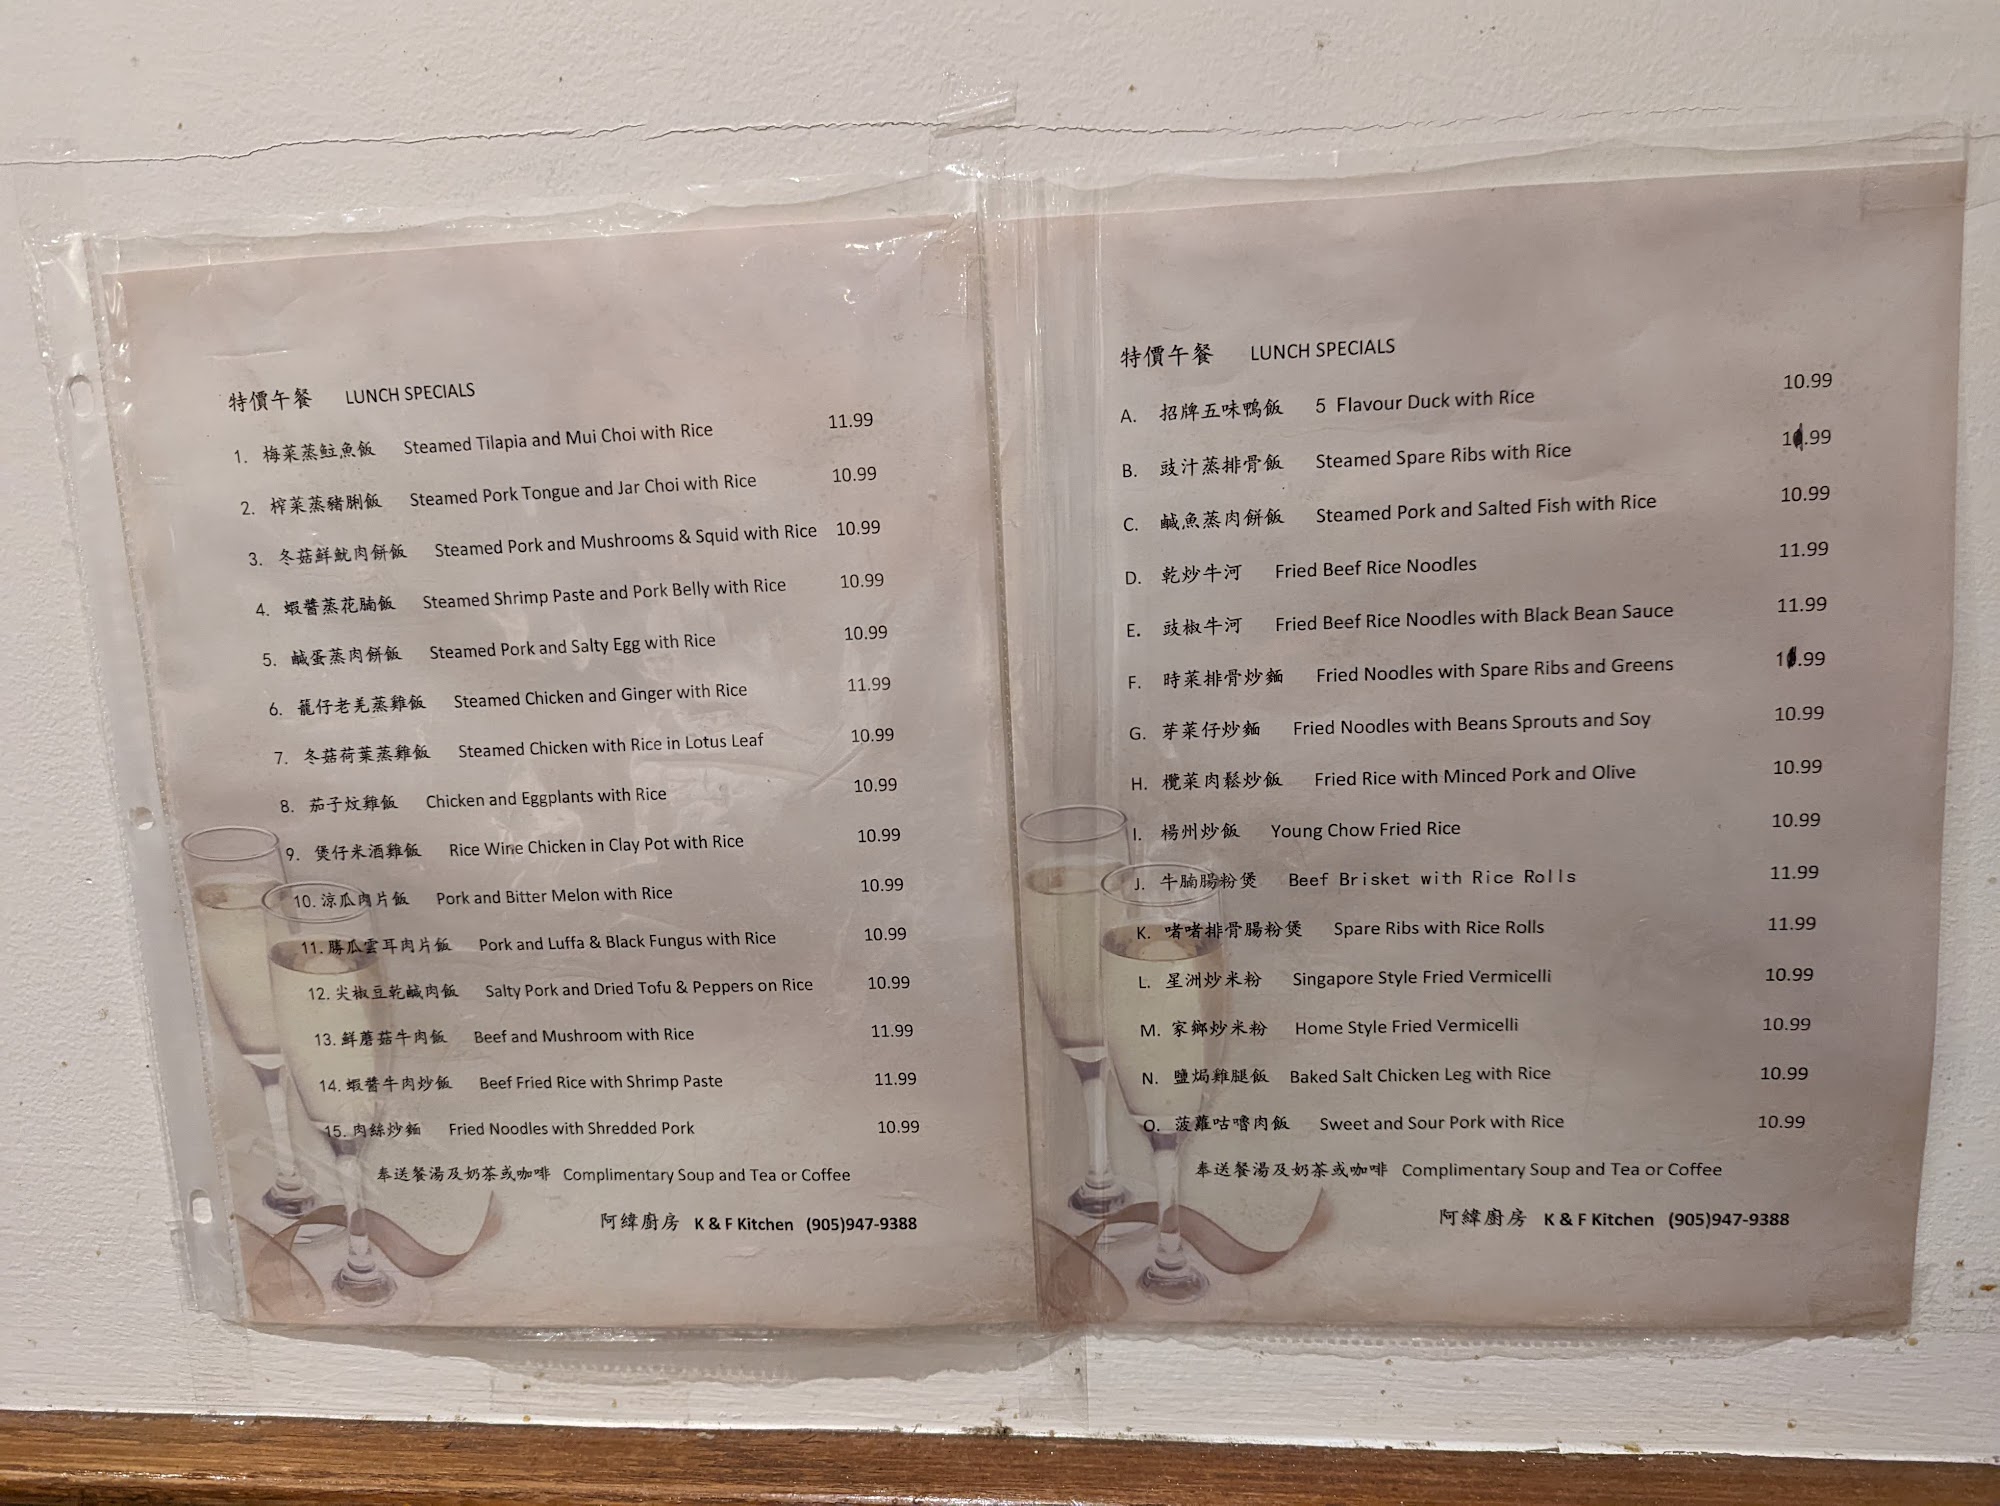 特價午餐 LUNCH SPECIALS
1. 梅菜蒸䱉魚飯 Steamed Tilapia and Mui Choi with Rice 11.99
2. 榨菜蒸豬脷飯 Steamed Pork Tongue and Jar Choi with Rice 10.99
3. 冬菇鮮魷肉餅飯 Steamed Pork and Mushrooms & Squid with Rice 10.99
4. 蝦醬蒸花腩飯 Steamed Shrimp Paste and Pork Belly with Rice 10.99
5. 鹹蛋蒸肉餅飯 Steamed Pork and Salty Egg with Rice 10.99
6. 籠仔老羌蒸雞飯 Steamed Chicken and Ginger with Rice 11.99
7. 冬菇荷葉蒸雞飯 Steamed Chicken with Rice in Lotus Leaf 10.99
8. 茄子炆雞飯 Chicken and Eggplants with Rice 10.99
9. 煲仔米酒雞飯 Rice Wine Chicken in Clay Pot with Rice 10.99
10. 涼瓜肉片飯 Pork and Bitter Melon with Rice 10.99
11. 勝瓜雲耳肉片飯 Pork and Luffa & Black Fungus with Rice 10.99
12. 尖椒豆乾鹹肉飯 Salty Pork and Dried Tofu & Peppers on Rice 10.99
13. 鮮蘑菇牛肉飯 Beef and Mushroom with Rice 11.99
14. 蝦醬牛肉炒飯 Beef Fried Rice with Shrimp Paste 11.99
15. 肉絲炒麵 Fried Noodles with Shredded Pork 10.99
奉送餐湯及奶茶或咖啡 Complimentary Soup and Tea or Coffee
阿緯廚房 K & F Kitchen (905)947-9388
特價午餐 LUNCH SPECIALS
A. 招牌五味鴨飯 5 Flavour Duck with Rice 10.99
B. 豉汁蒸排骨飯 Steamed Spare Ribs with Rice 11.99
C. 鹹魚蒸肉餅飯 Steamed Pork and Salted Fish with Rice 10.99
D. 乾炒牛河 Fried Beef Rice Noodles 11.99
E. 豉椒牛河 Fried Beef Rice Noodles with Black Bean Sauce 11.99
F. 時菜排骨炒麵 Fried Noodles with Spare Ribs and Greens 11.99
G. 芽菜仔炒麵 Fried Noodles with Beans Sprouts and Soy 10.99
H. 欖菜肉鬆炒飯 Fried Rice with Minced Pork and Olive 10.99
I. 楊州炒飯 Young Chow Fried Rice 10.99
J. 牛腩腸粉煲 Beef Brisket with Rice Rolls 11.99
K. 啫啫排骨腸粉煲 Spare Ribs with Rice Rolls 11.99
L. 星洲炒米粉 Singapore Style Fried Vermicelli 10.99
M. 家鄉炒米粉 Home Style Fried Vermicelli 10.99
N. 鹽焗雞腿飯 Baked Salt Chicken Leg with Rice 10.99
O. 菠蘿咕嚕肉飯 Sweet and Sour Pork with Rice 10.99
奉送餐湯及奶茶或咖啡 Complimentary Soup and Tea or Coffee
阿緯廚房 K & F Kitchen (905)947-9388